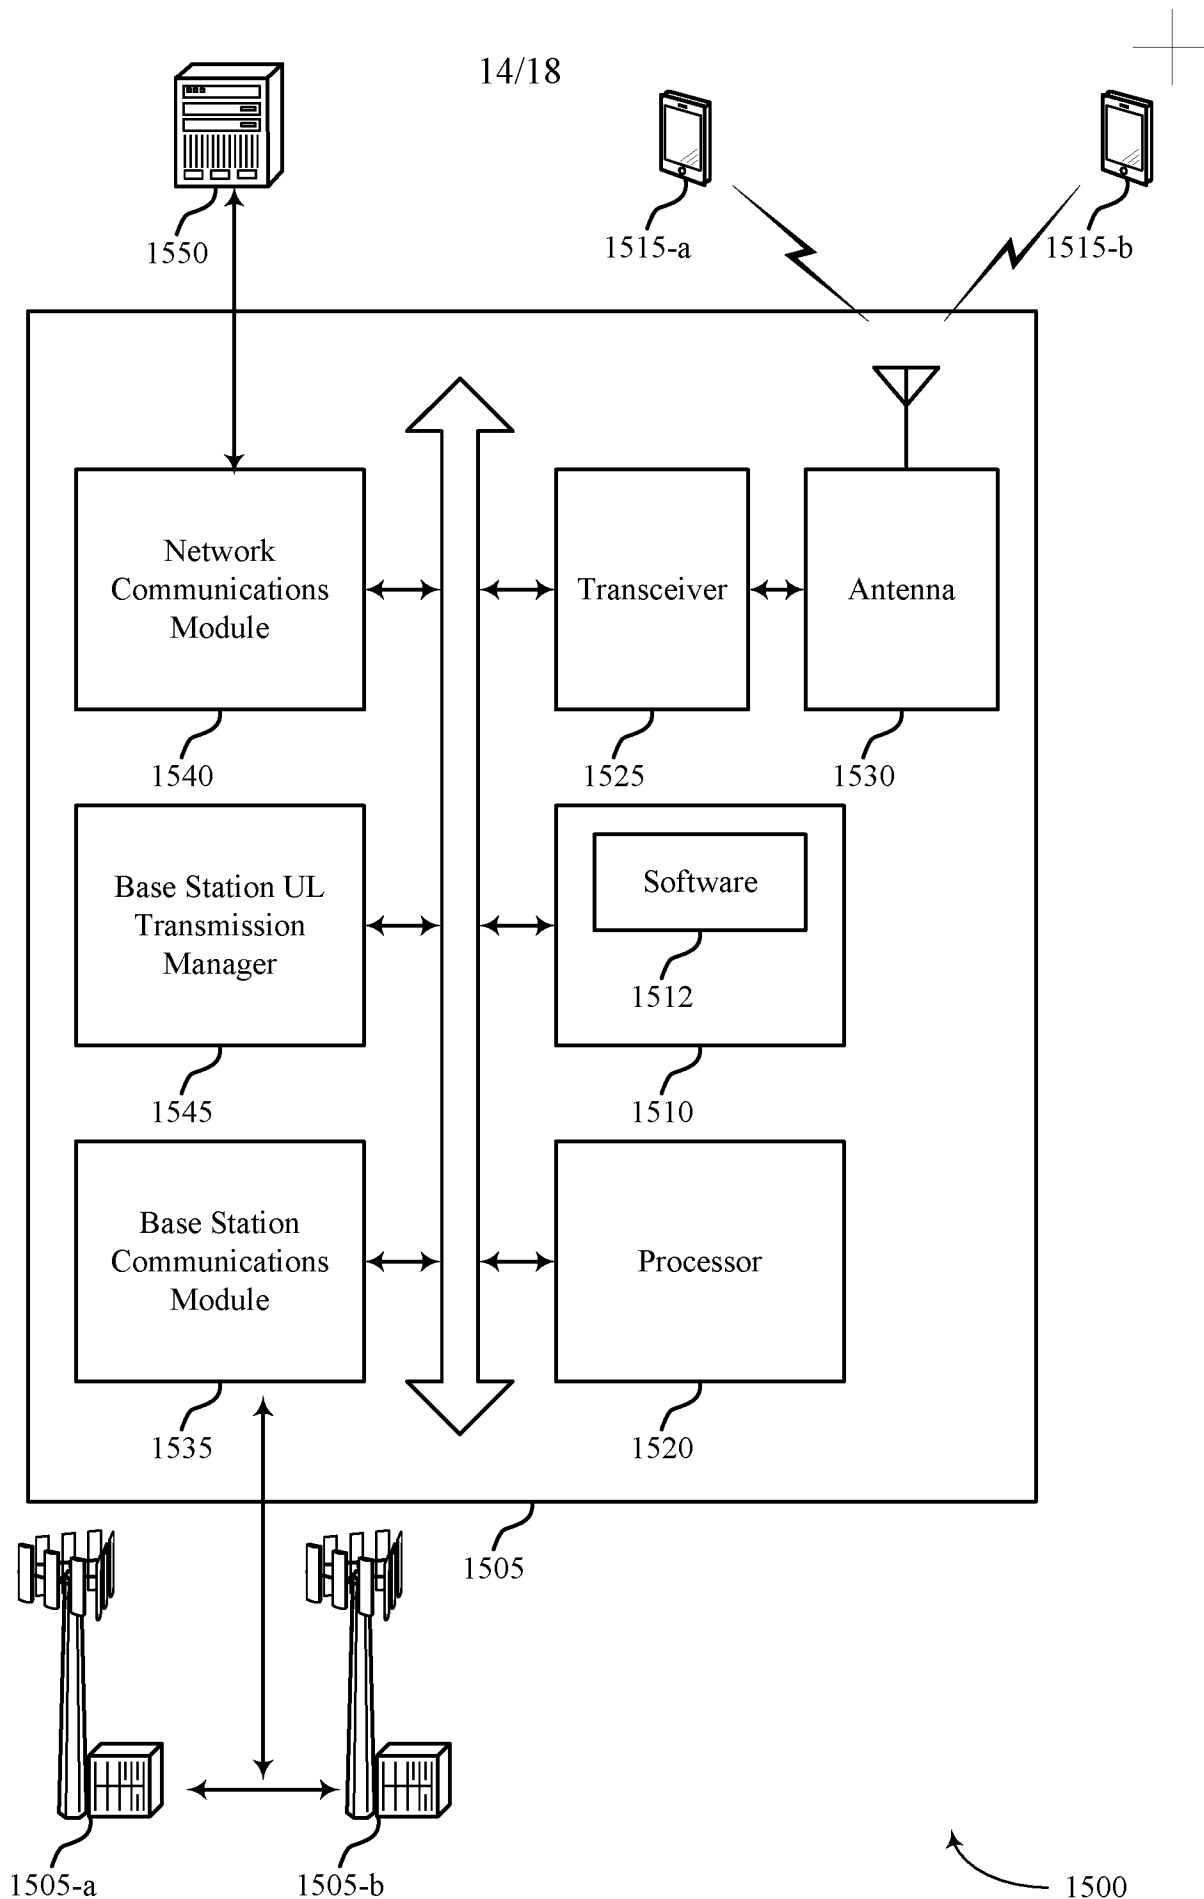 14/18
1550
1515-a
1515-b
Network
Communications
Module
Transceiver
Antenna
1540
1525
1530
Base Station UL
Transmission
Manager
Software
1512
1545
1510
Base Station
Communications
Module
Processor
1535
1520
1505
1505-a
1505-b
1500